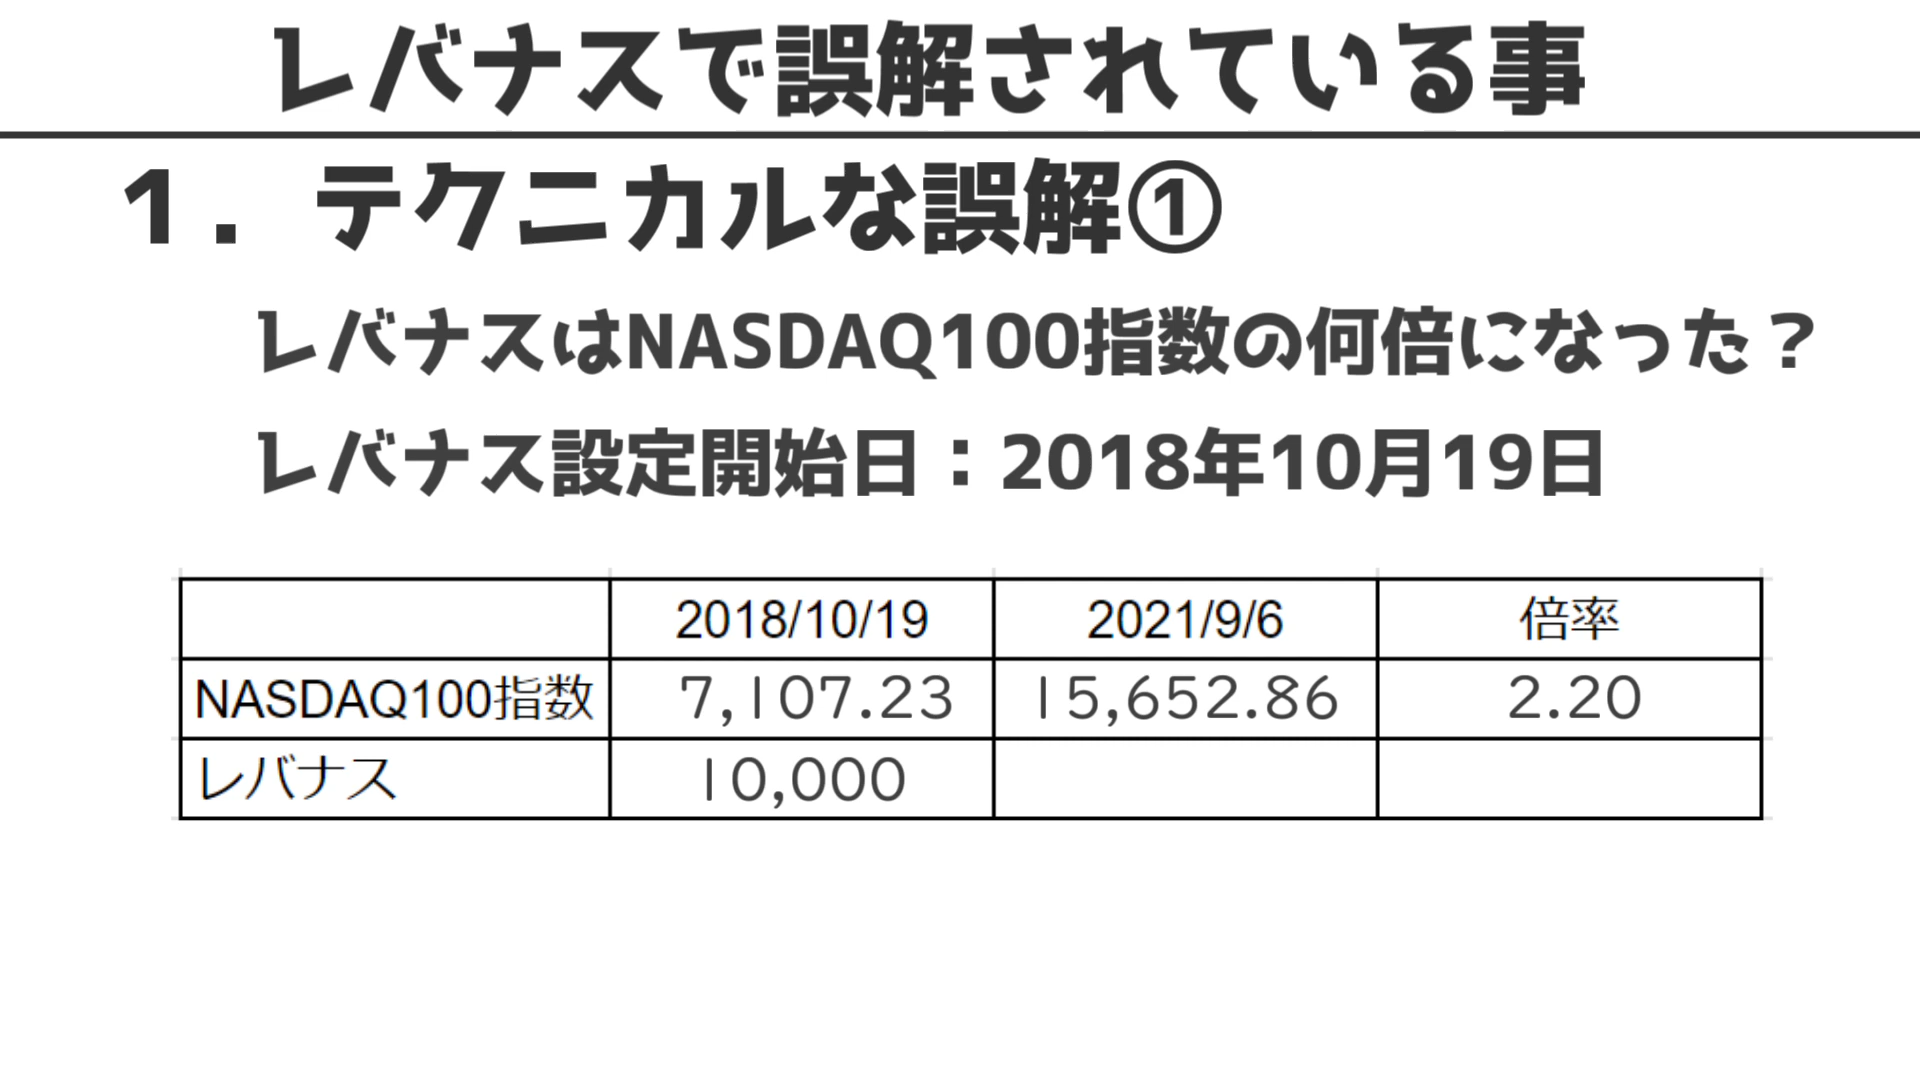 レバナスで誤解されている事
１．テクニカルな誤解①
レバナスはNASDAQ100指数の何倍になった？
レバナス設定開始日：2018年10月19日
2018/10/19 2021/9/6 倍率
NASDAQ100指数 7,107.23 15,652.86 2.20
レバナス 10,000